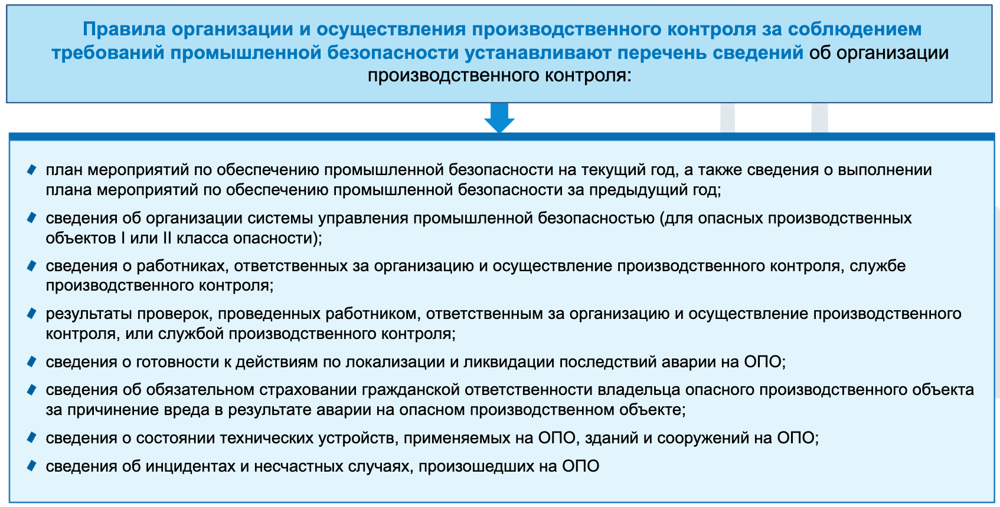 Правила организации и осуществления производственного контроля за соблюдением
требований промышленной безопасности устанавливают перечень сведений об организации
производственного контроля:
план мероприятий по обеспечению промышленной безопасности на текущий год, а также сведения о выполнении
плана мероприятий по обеспечению промышленной безопасности за предыдущий год;
сведения об организации системы управления промышленной безопасностью (для опасных производственных
объектов I или II класса опасности);
сведения о работниках, ответственных за организацию и осуществление производственного контроля, службе
производственного контроля;
результаты проверок, проведенных работником, ответственным за организацию и осуществление производственного
контроля, или службой производственного контроля;
сведения о готовности к действиям по локализации и ликвидации последствий аварии на ОПО;
сведения об обязательном страховании гражданской ответственности владельца опасного производственного объекта
за причинение вреда в результате аварии на опасном производственном объекте;
сведения о состоянии технических устройств, применяемых на ОПО, зданий и сооружений на ОПО;
сведения об инцидентах и несчастных случаях, произошедших на ОПО